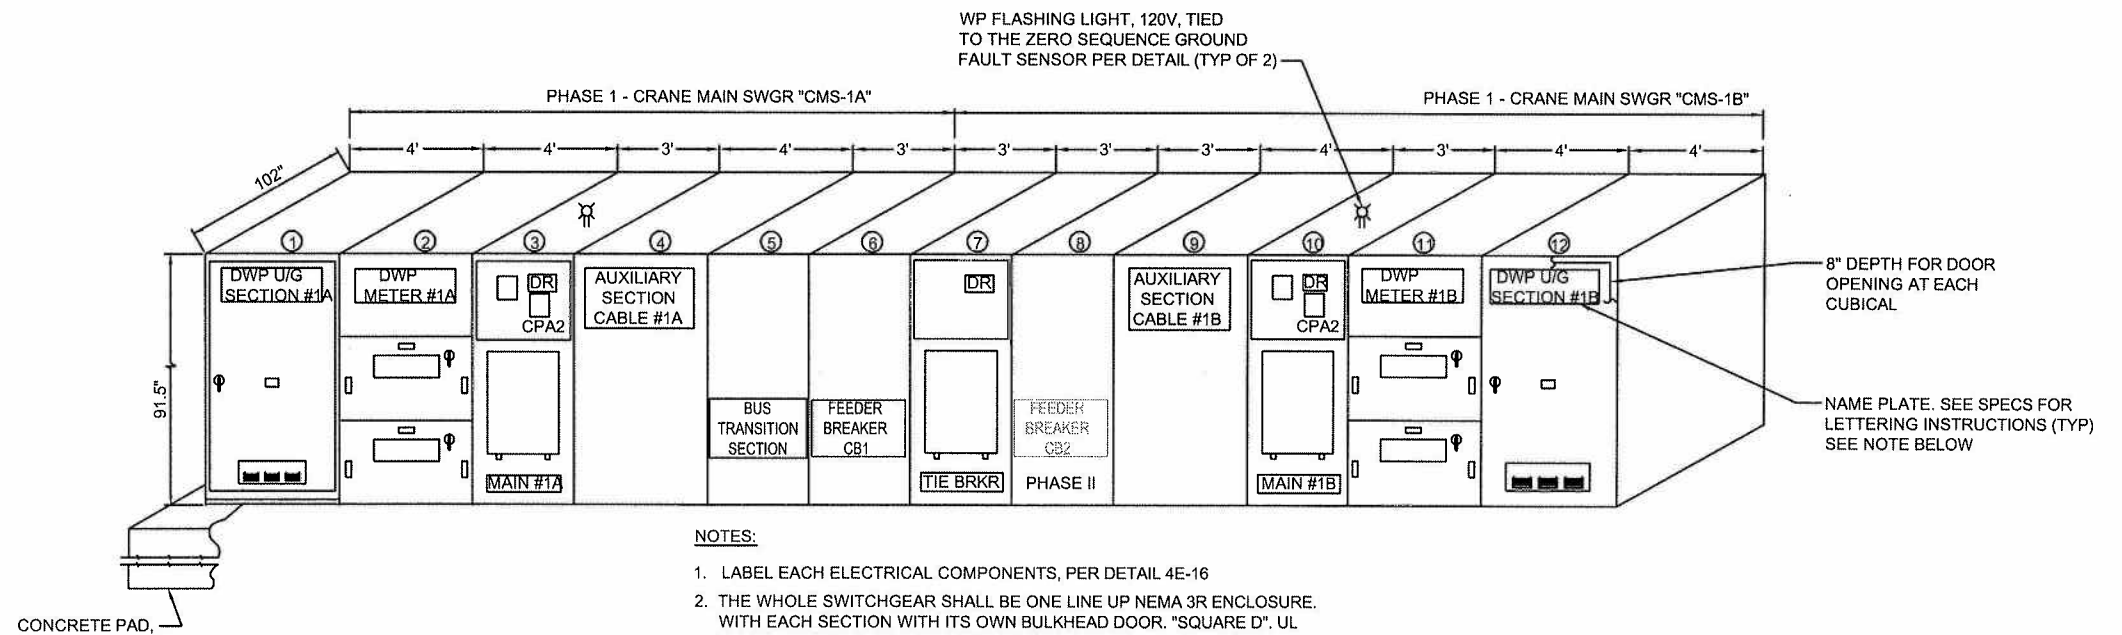 WP FLASHING LIGHT, 120V, TIED
TO THE ZERO SEQUENCE GROUND
FAULT SENSOR PER DETAIL (TYP OF 2)
PHASE 1 - CRANE MAIN SWGR "CMS-1A"
PHASE 1 - CRANE MAIN SWGR "CMS-1B"
4' 4' 3' 4' 3' 3' 3' 3' 4' 3' 4' 4'
102"
1 2 3 4 5 6 7 8 9 10 11 12
91.5"
DWP U/G
SECTION #1A
DWP
METER #1A
DR
CPA2
MAIN #1A
AUXILIARY
SECTION
CABLE #1A
BUS
TRANSITION
SECTION
FEEDER
BREAKER
CB1
DR
TIE BRKR
FEEDER
BREAKER
CB2
PHASE II
AUXILIARY
SECTION
CABLE #1B
DR
CPA2
MAIN #1B
DWP
METER #1B
DWP U/G
SECTION #1B
8" DEPTH FOR DOOR
OPENING AT EACH
CUBICAL
NAME PLATE. SEE SPECS FOR
LETTERING INSTRUCTIONS (TYP)
SEE NOTE BELOW
NOTES:
1. LABEL EACH ELECTRICAL COMPONENTS, PER DETAIL 4E-16
2. THE WHOLE SWITCHGEAR SHALL BE ONE LINE UP NEMA 3R ENCLOSURE.
WITH EACH SECTION WITH ITS OWN BULKHEAD DOOR. "SQUARE D". UL
CONCRETE PAD,